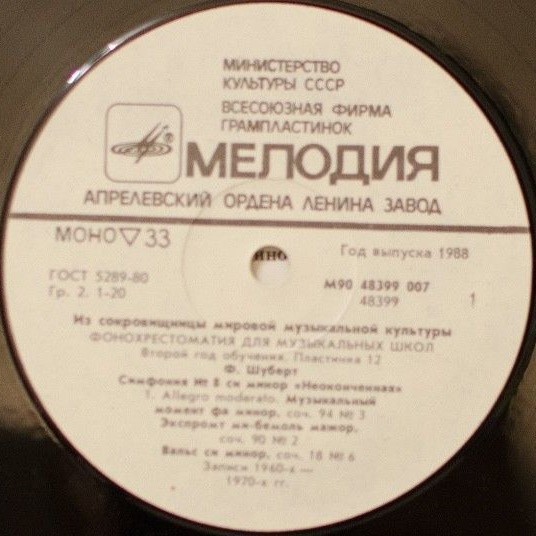 МИНИСТЕРСТВО
КУЛЬТУРЫ СССР
ВСЕСОЮЗНАЯ ФИРМА
ГРАМПЛАСТИНОК
®
МЕЛОДИЯ
АПРЕЛЕВСКИЙ ОРДЕНА ЛЕНИНА ЗАВОД
МОНО ▽ 33
Год выпуска 1988
ГОСТ 5289-80
М90 48399 007
Гр. 2. 1-20
48399
1
Из сокровищницы мировой музыкальной культуры
ФОНОХРЕСТОМАТИЯ ДЛЯ МУЗЫКАЛЬНЫХ ШКОЛ
Второй год обучения. Пластинка 12
Ф. Шуберт
Симфония № 8 си минор «Неоконченная»
1. Allegro moderato. Музыкальный
момент фа минор, соч. 94 № 3
Экспромт ми-бемоль мажор,
соч. 90 № 2
Вальс си минор, соч. 18 № 6
Записи 1960-х —
1970-х гг.